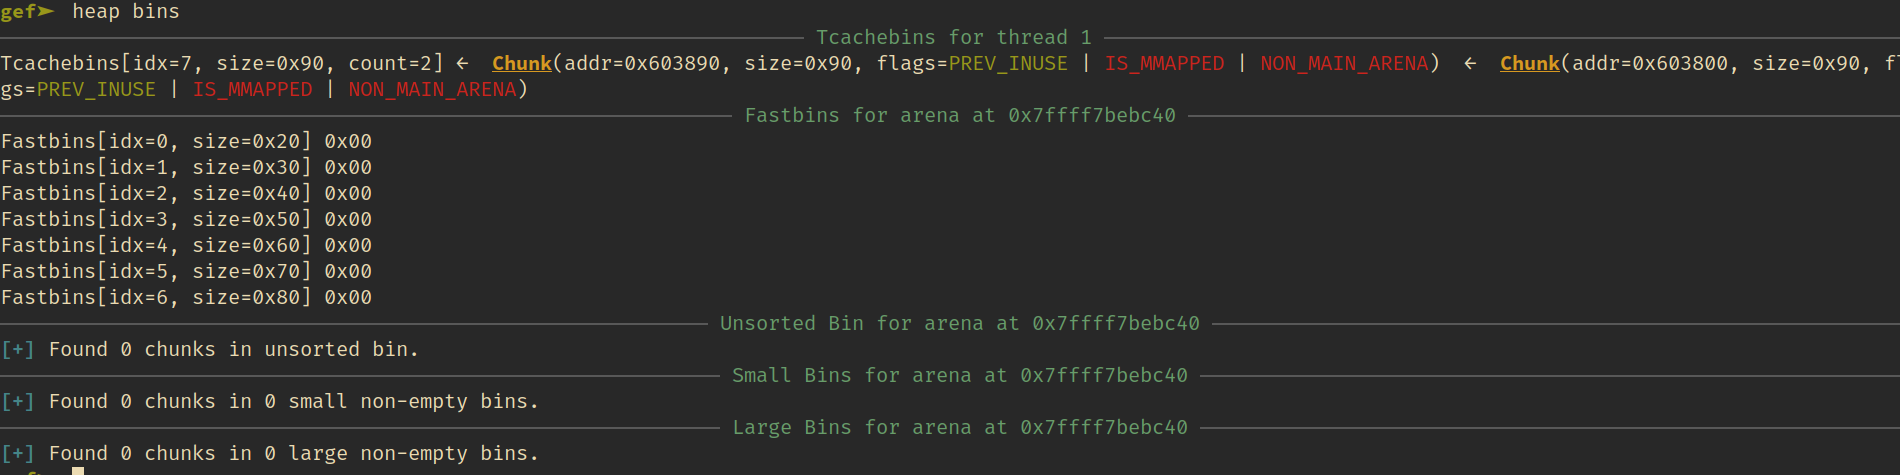 gef➤  heap bins
Tcachebins for thread 1
Tcachebins[idx=7, size=0x90, count=2] ←  Chunk(addr=0x603890, size=0x90, flags=PREV_INUSE | IS_MMAPPED | NON_MAIN_ARENA)  ←  Chunk(addr=0x603800, size=0x90, fl
gs=PREV_INUSE | IS_MMAPPED | NON_MAIN_ARENA)
Fastbins for arena at 0x7ffff7bebc40
Fastbins[idx=0, size=0x20] 0x00
Fastbins[idx=1, size=0x30] 0x00
Fastbins[idx=2, size=0x40] 0x00
Fastbins[idx=3, size=0x50] 0x00
Fastbins[idx=4, size=0x60] 0x00
Fastbins[idx=5, size=0x70] 0x00
Fastbins[idx=6, size=0x80] 0x00
Unsorted Bin for arena at 0x7ffff7bebc40
[+] Found 0 chunks in unsorted bin.
Small Bins for arena at 0x7ffff7bebc40
[+] Found 0 chunks in 0 small non-empty bins.
Large Bins for arena at 0x7ffff7bebc40
[+] Found 0 chunks in 0 large non-empty bins.